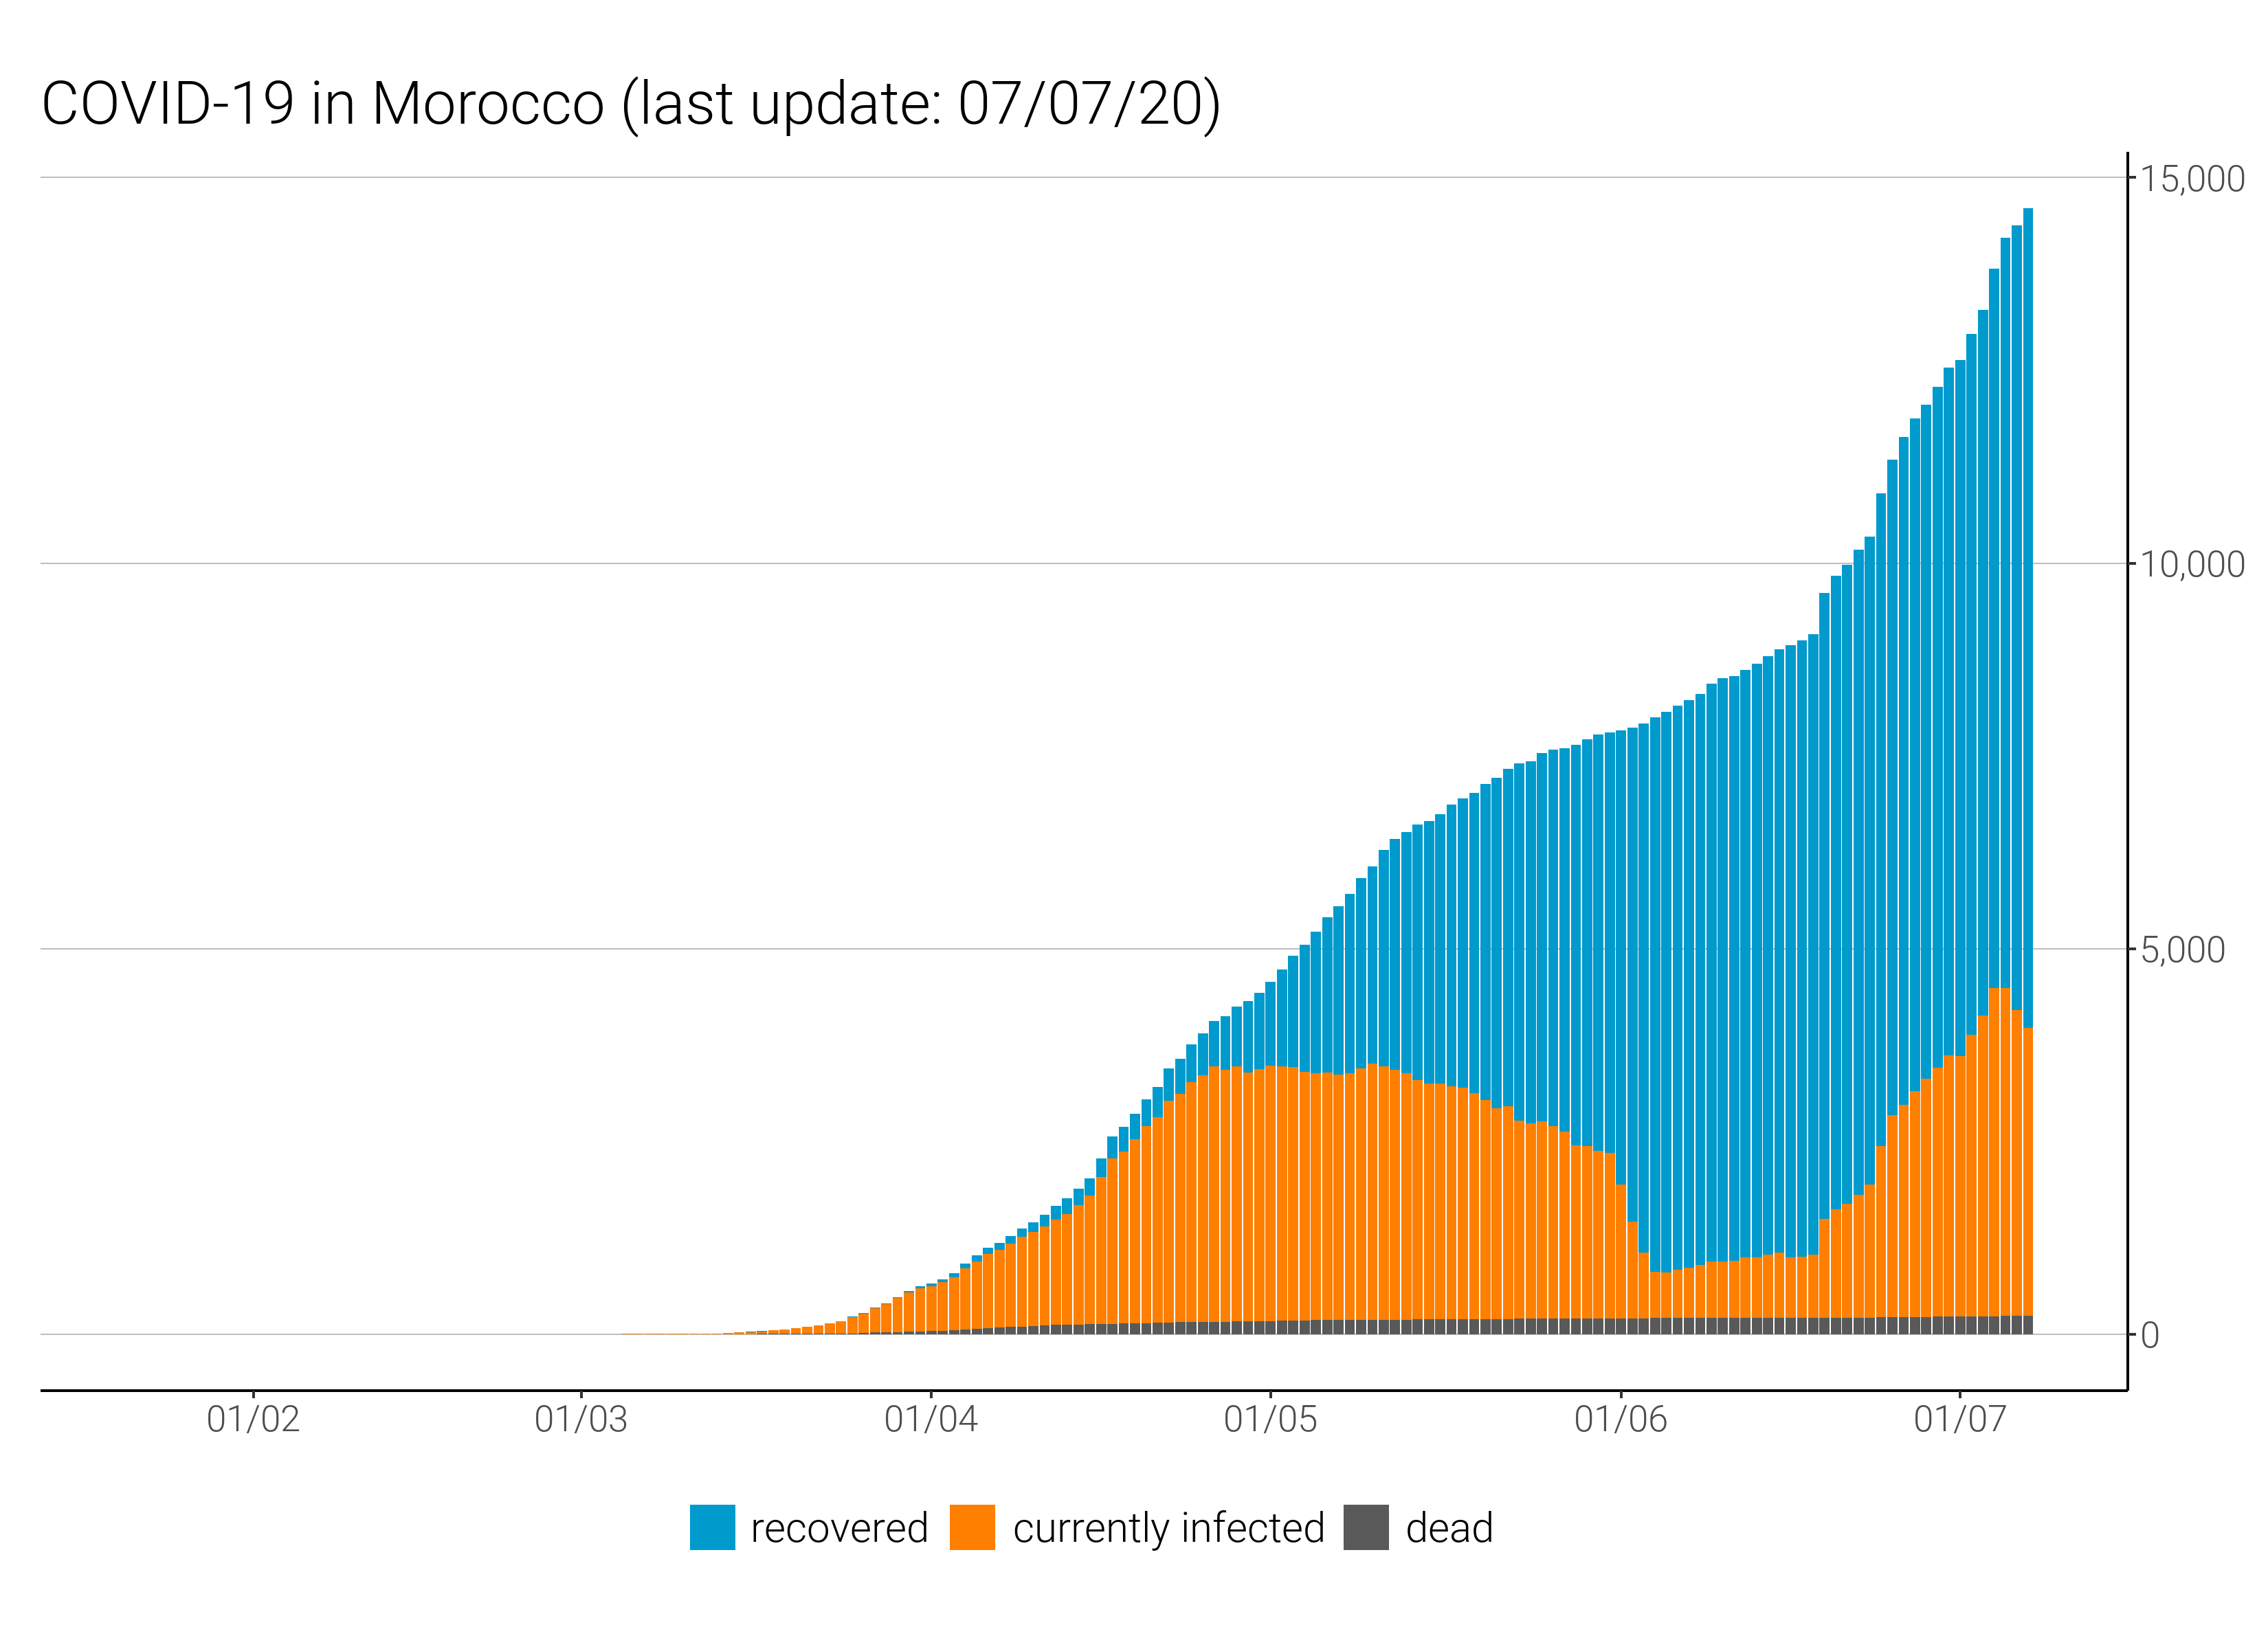 COVID-19 in Morocco (last update: 07/07/20)
15,000
10,000
5,000
0
01/02 01/03 01/04 01/05 01/06 01/07
recovered currently infected dead